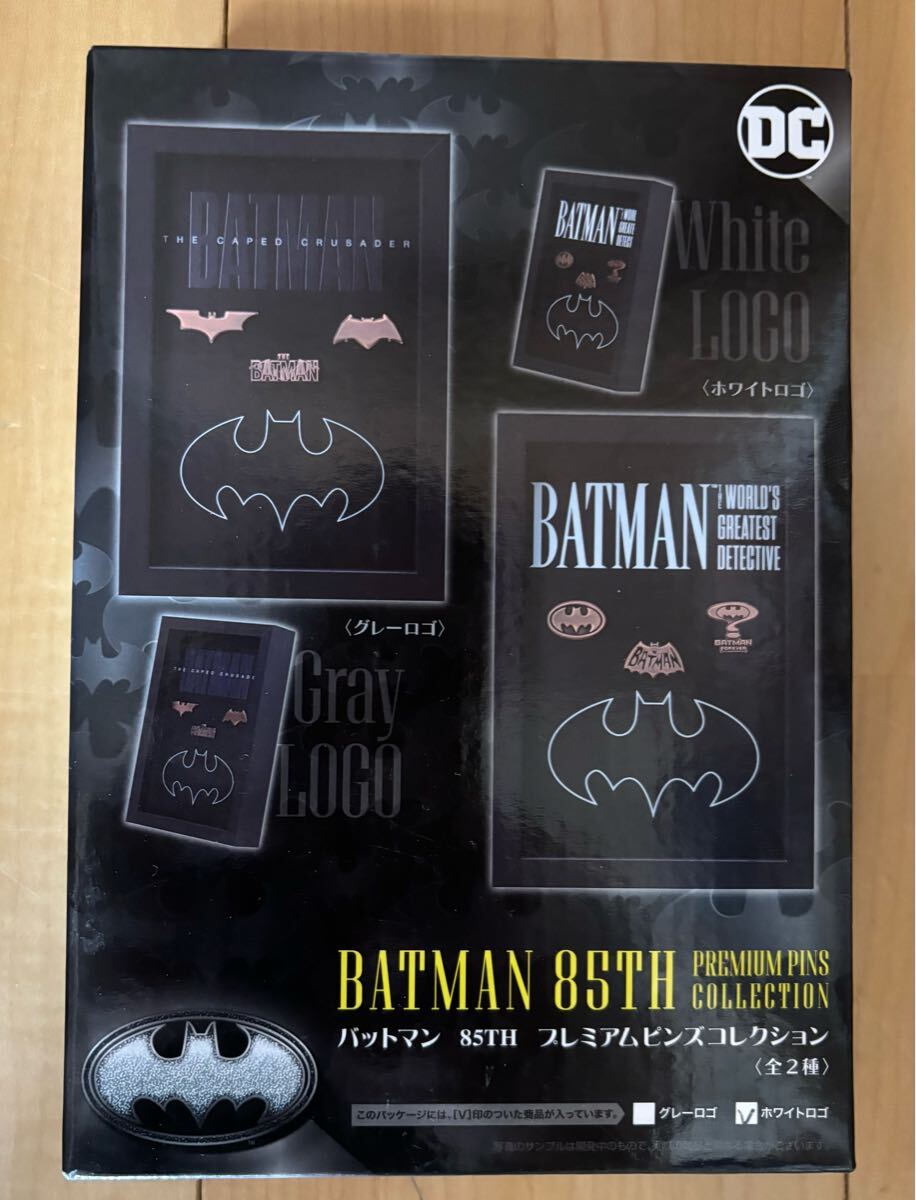 DC
BATMAN
THE CAPED CRUSADER
THE
BATMAN
〈グレーロゴ〉
BATMAN
White
LOGO
〈ホワイトロゴ〉
BATMAN™ THE WORLD'S
GREATEST
DETECTIVE
BATMAN
BATMAN
FOREVER
THE CAPED CRUSADE
Gray
LOGO
BATMAN 85TH PREMIUM PINS
COLLECTION
バットマン 85TH プレミアムピンズコレクション
〈全2種〉
このパッケージには、[V]印のついた商品が入っています。 グレーロゴ V ホワイトロゴ